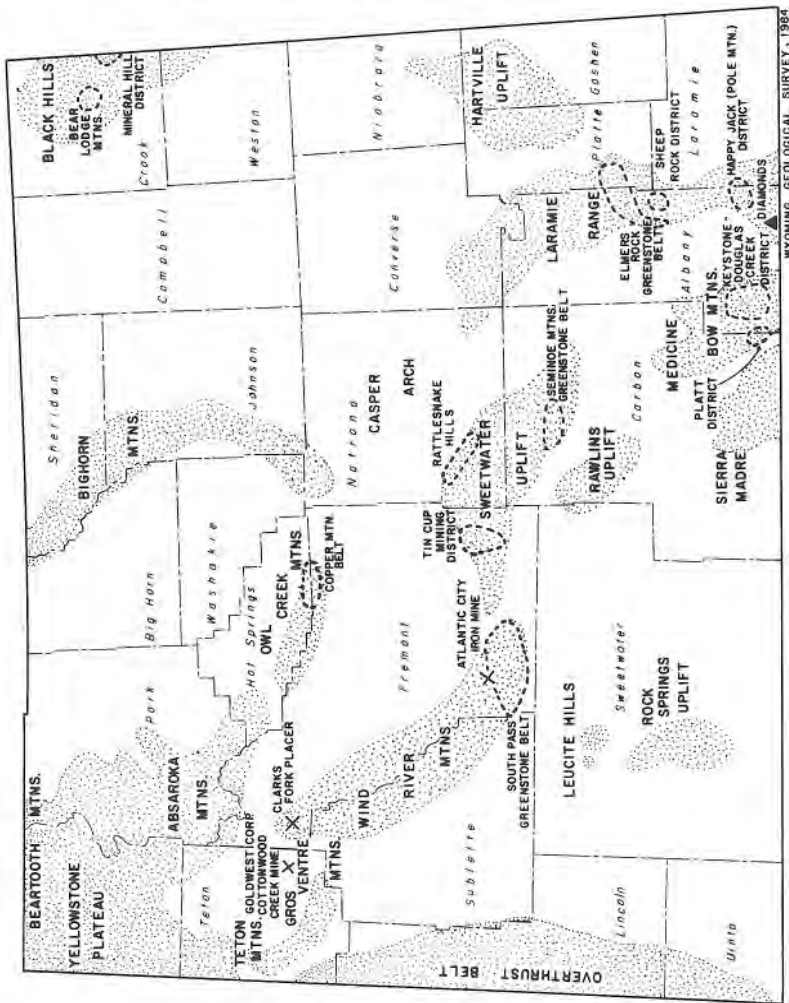 BEARTOOTH MTNS.
YELLOWSTONE
PLATEAU
ABSAROKA
MTNS
Park
Big Horn
Sheridan
BIGHORN
MTNS.
Johnson
Campbell
BLACK HILLS
BEAR
LODGE
MTNS.
MINERAL HILL
DISTRICT
Crook
Weston
Teton
TETON
MTNS.
GOLDWEST CORP.
COTTONWOOD
CREEK MINE
GROS
VENTRE
MTNS.
CLARKS
FORK PLACER
Hot Springs
Washakie
OWL
CREEK
MTNS.
COPPER MTN.
BELT
WIND
RIVER
MTNS
Fremont
Natrona
CASPER
ARCH
Converse
Niobrara
Sublette
ATLANTIC CITY
IRON MINE
SOUTH PASS
GREENSTONE BELT
TIN CUP
MINING
DISTRICT
RATTLESNAKE
HILLS
SWEETWATER
UPLIFT
SEMINOE MTNS.
GREENSTONE BELT
LARAMIE
RANGE
HARTVILLE
UPLIFT
Platte
Goshen
ELMERS
ROCK
GREENSTONE
BELT
SHEEP
ROCK DISTRICT
OVERTHRUST BELT
Lincoln
Uinta
LEUCITE HILLS
Sweetwater
ROCK
SPRINGS
UPLIFT
RAWLINS
UPLIFT
Carbon
SIERRA
MADRE
MEDICINE
BOW MTNS.
PLATT
DISTRICT
Albany
KEYSTONE-
DOUGLAS
CREEK
DISTRICT
Laramie
HAPPY JACK (POLE MTN.)
DISTRICT
DIAMONDS
WYOMING GEOLOGICAL SURVEY, 1984